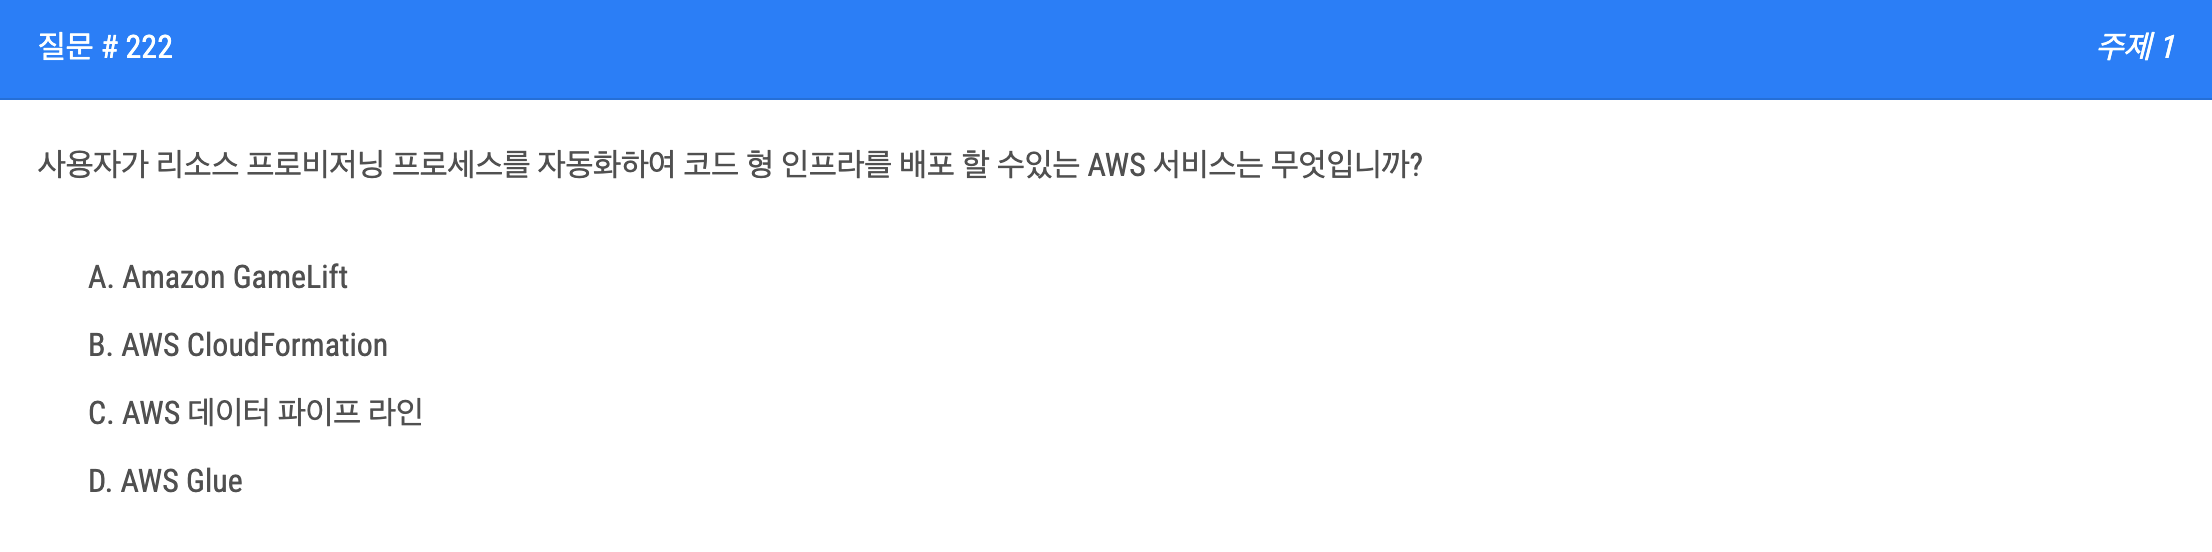 질문 # 222
주제 1
사용자가 리소스 프로비저닝 프로세스를 자동화하여 코드 형 인프라를 배포 할 수있는 AWS 서비스는 무엇입니까?
A. Amazon GameLift
B. AWS CloudFormation
C. AWS 데이터 파이프 라인
D. AWS Glue